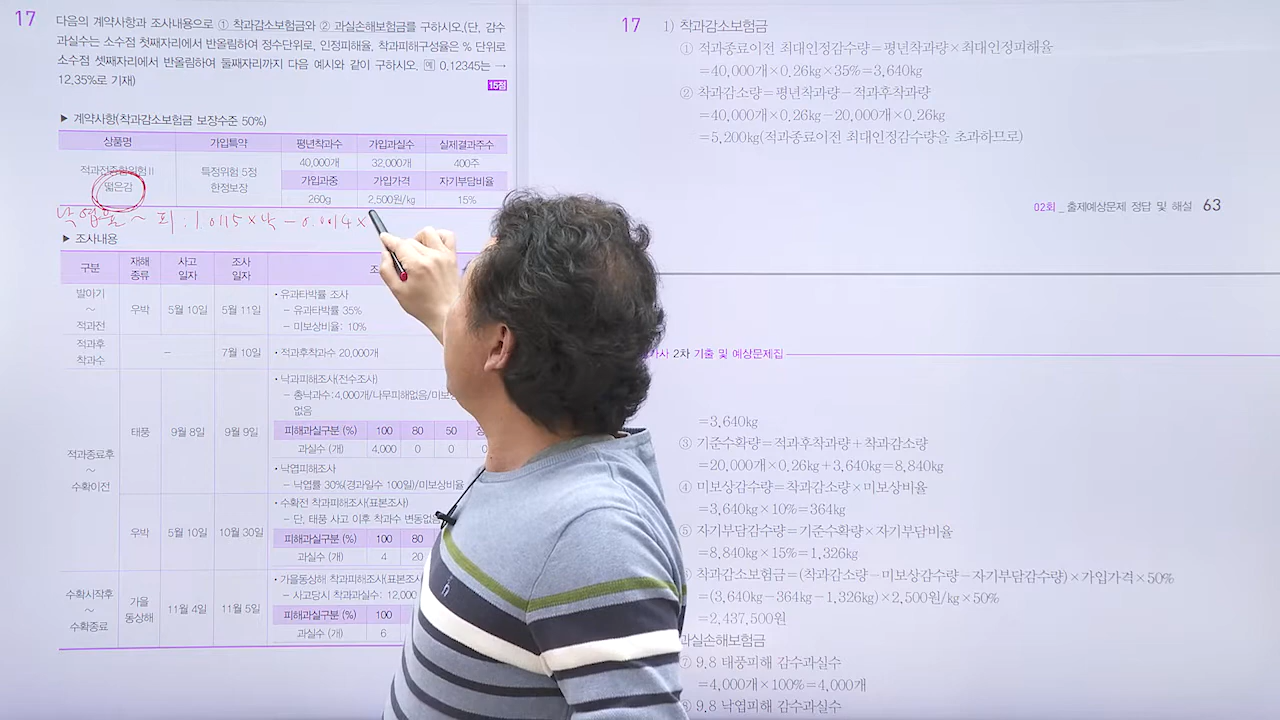 17
다음의 계약사항과 조사내용으로 ① 착과감소보험금와 ② 과실손해보험금를 구하시오.(단, 감수
과실수는 소수점 첫째자리에서 반올림하여 정수단위로, 인정피해율, 착과피해구성율은 % 단위로
소수점 셋째자리에서 반올림하여 둘째자리까지 다음 예시와 같이 구하시오. 예 0.12345는 →
12.35%로 기재)
15점
▶ 계약사항(착과감소보험금 보장수준 50%)
상품명 가입특약 평년착과수 가입과실수 실제결과주수
적과전종합위험Ⅱ 떫은감 특정위험 5종 한정보장 40,000개 32,000개 400주
가입과중 가입가격 자기부담비율
260g 2,500원/kg 15%
낙엽률 ~ 피 : 1.0115 × 낙 - 0.0014 ×
▶ 조사내용
구분 재해 종류 사고 일자 조사 일자
발아기 ~ 적과전 우박 5월 10일 5월 11일
• 유과타박률 조사
– 유과타박률 35%
– 미보상비율: 10%
적과후 착과수 – 7월 10일 • 적과후착과수 20,000개
적과종료후 ~ 수확이전
태풍 9월 8일 9월 9일
• 낙과피해조사(전수조사)
– 총낙과수:4,000개/나무피해없음/미보
없음
피해과실구분 (%) 100 80 50
과실수 (개) 4,000 0 0
• 낙엽피해조사
– 낙엽률 30%(경과일수 100일)/미보상비율
우박 5월 10일 10월 30일
• 수확전 착과피해조사(표본조사)
– 단, 태풍 사고 이후 착과수 변동없음
피해과실구분 (%) 100 80
과실수 (개) 4 20
수확시작후 ~ 수확종료 가을 동상해 11월 4일 11월 5일
• 가을동상해 착과피해조사(표본조사
– 사고당시 착과과실수: 12,000
피해과실구분 (%) 100
과실수 (개) 6
17 1) 착과감소보험금
① 적과종료이전 최대인정감수량=평년착과량×최대인정피해율
=40,000개×0.26kg×35%=3,640kg
② 착과감소량=평년착과량−적과후착과량
=40,000개×0.26kg−20,000개×0.26kg
=5,200kg(적과종료이전 최대인정감수량을 초과하므로)
02회 _ 출제예상문제 정답 및 해설 63
2차 기출 및 예상문제집
=3,640kg
③ 기준수확량=적과후착과량+착과감소량
=20,000개×0.26kg+3,640kg=8,840kg
④ 미보상감수량=착과감소량×미보상비율
=3,640kg×10%=364kg
⑤ 자기부담감수량=기준수확량×자기부담비율
=8,840kg×15%=1,326kg
착과감소보험금=(착과감소량−미보상감수량−자기부담감수량)×가입가격×50%
=(3,640kg−364kg−1,326kg)×2,500원/kg×50%
=2,437,500원
과실손해보험금
⑦ 9.8 태풍피해 감수과실수
=4,000개×100%=4,000개
⑧ 9.8 낙엽피해 감수과실수